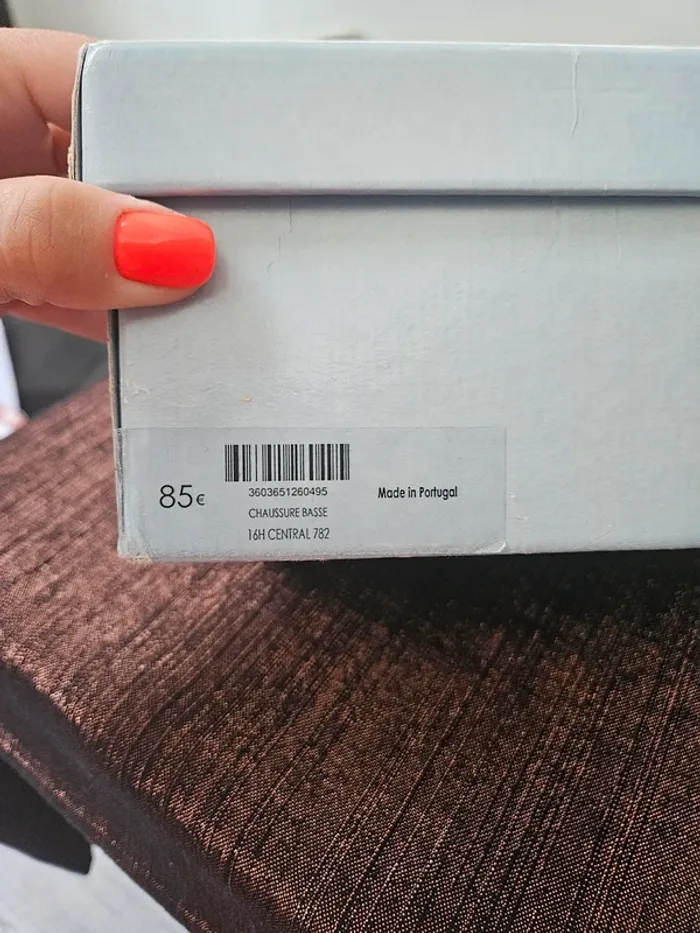 85€
3603651260495
CHAUSSURE BASSE
16H CENTRAL 782
Made in Portugal